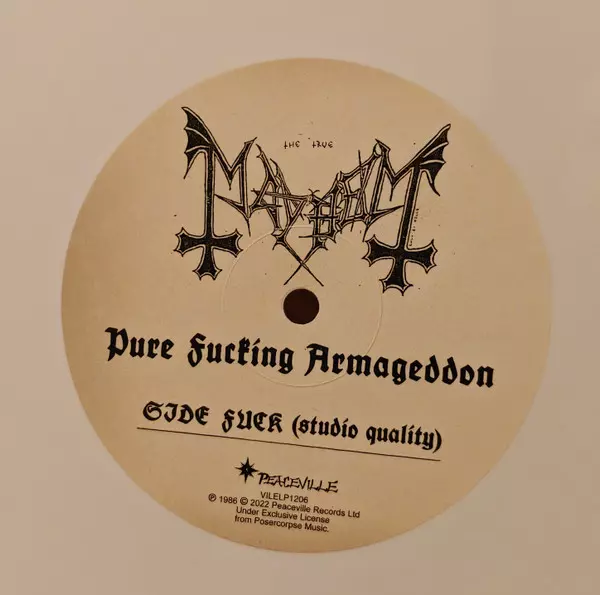 THE TRUE
MAYHEM
Pure Fucking Armageddon
SIDE FUCK (studio quality)
PEACEVILLE
VILELP1206
℗ 1986 © 2022 Peaceville Records Ltd
Under Exclusive License
from Posercorpse Music.